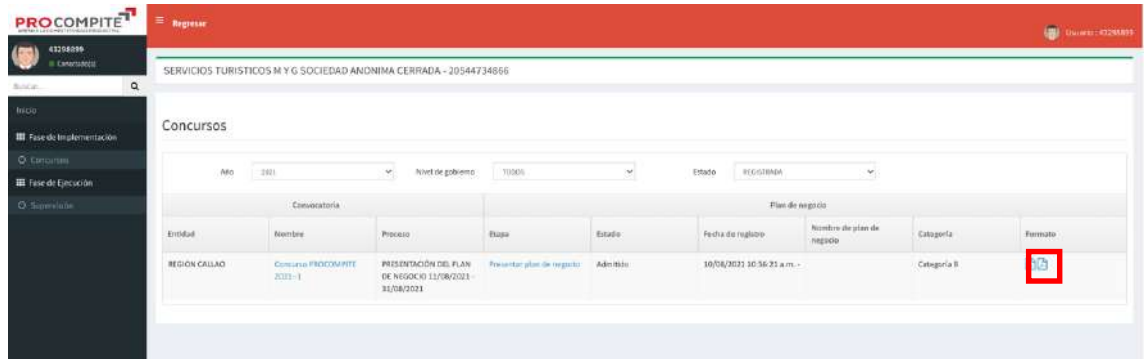 PROCOMPITE
Regresar
43298899
Conectado(a)
Usuario : 43298899
SERVICIOS TURISTICOS M Y G SOCIEDAD ANONIMA CERRADA - 20544734866
Buscar...
Inicio
Fase de Implementación
Concursos
Fase de Ejecución
Supervisión
Concursos
Año 2021 Nivel de gobierno TODOS Estado REGISTRADA
Convocatoria Plan de negocio
Entidad Nombre Proceso Etapa Estado Fecha de registro Nombre de plan de
negocio Categoría Formato
REGION CALLAO Concurso PROCOMPITE
2021-1 PRESENTACIÓN DEL PLAN
DE NEGOCIO 11/08/2021 -
31/08/2021 Presentar plan de negocio Admitido 10/08/2021 10:56:21 a.m. - Categoría B